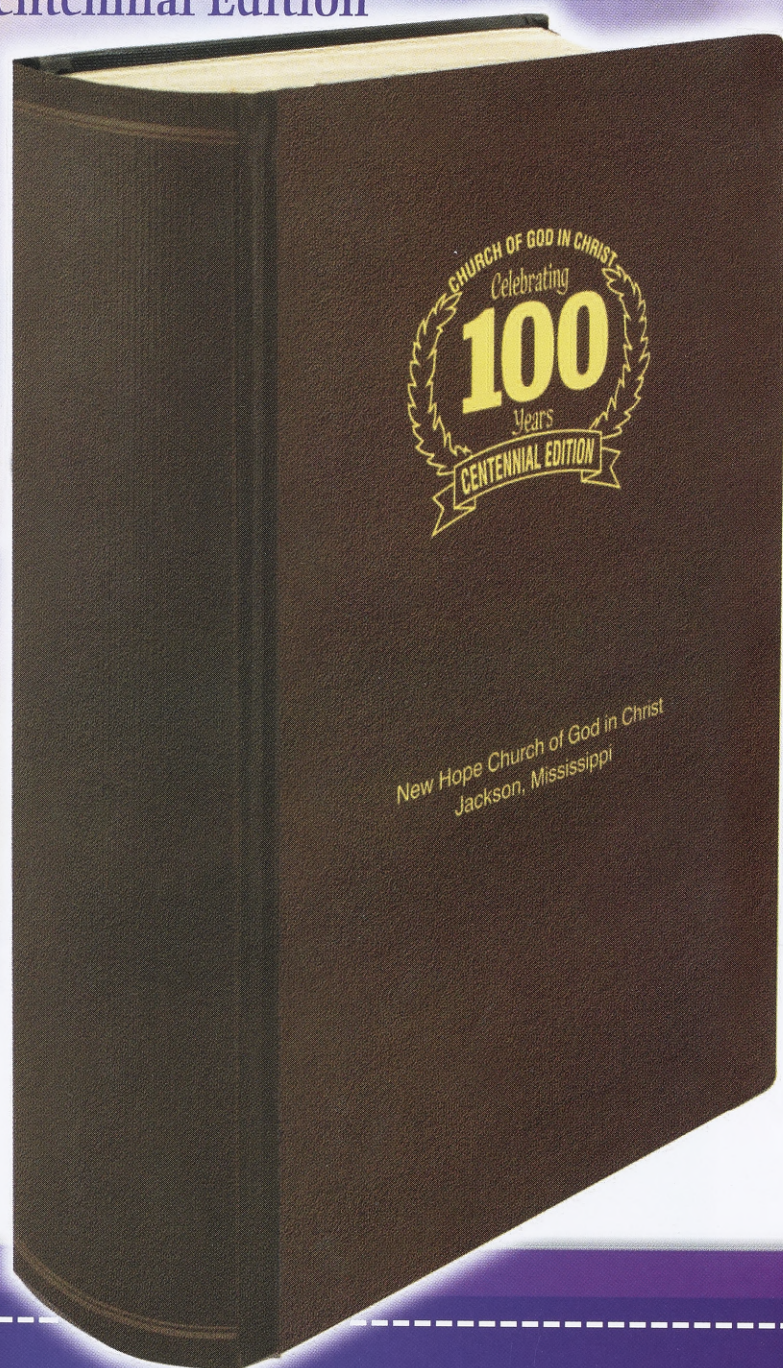 Centennial Edition
CHURCH OF GOD IN CHRIST
Celebrating
100
Years
CENTENNIAL EDITION
New Hope Church of God in Christ
Jackson, Mississippi